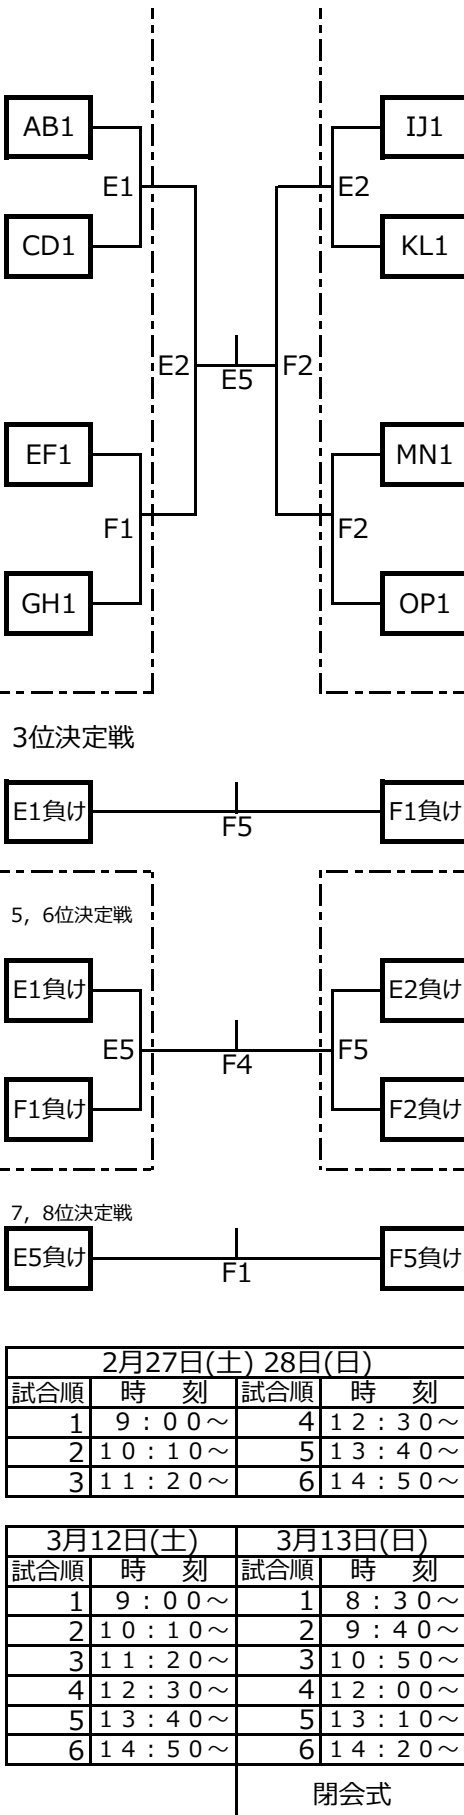 AB1 IJ1
E1 E2
CD1 KL1
E2 F2
E5
EF1 MN1
F1 F2
GH1 OP1
3位決定戦
E1負け F1負け
F5
5，6位決定戦
E1負け E2負け
E5 F5
F4
F1負け F2負け
7，8位決定戦
E5負け F5負け
F1
2月27日(土) 28日(日)
試合順 時　刻 試合順 時　刻
1 ９：００～ 4 １２：３０～
2 １０：１０～ 5 １３：４０～
3 １１：２０～ 6 １４：５０～
3月12日(土) 3月13日(日)
試合順 時　刻 試合順 時　刻
1 ９：００～ 1 ８：３０～
2 １０：１０～ 2 ９：４０～
3 １１：２０～ 3 １０：５０～
4 １２：３０～ 4 １２：００～
5 １３：４０～ 5 １３：１０～
6 １４：５０～ 6 １４：２０～
閉会式